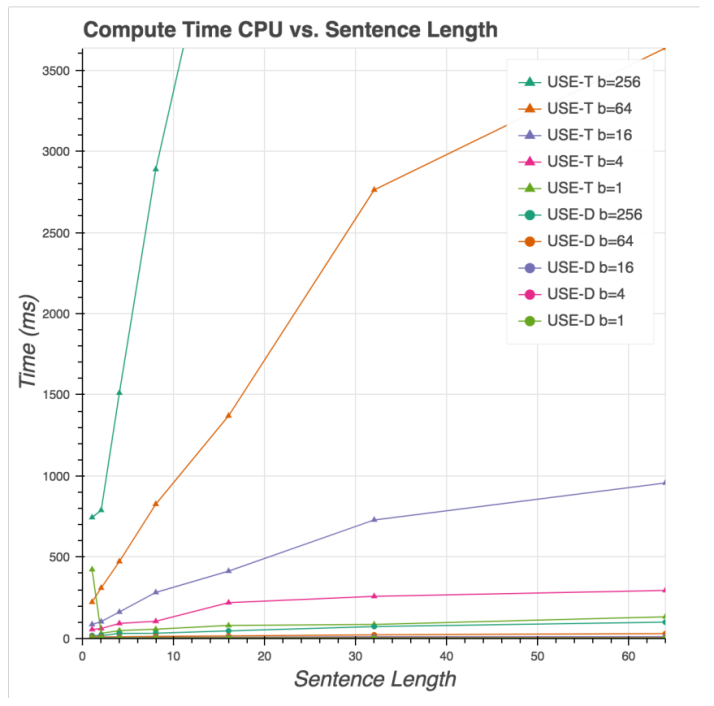 Compute Time CPU vs. Sentence Length
3500
3000
2500
2000
1500
1000
500
0
Time (ms)
USE-T b=256
USE-T b=64
USE-T b=16
USE-T b=4
USE-T b=1
USE-D b=256
USE-D b=64
USE-D b=16
USE-D b=4
USE-D b=1
0 10 20 30 40 50 60
Sentence Length